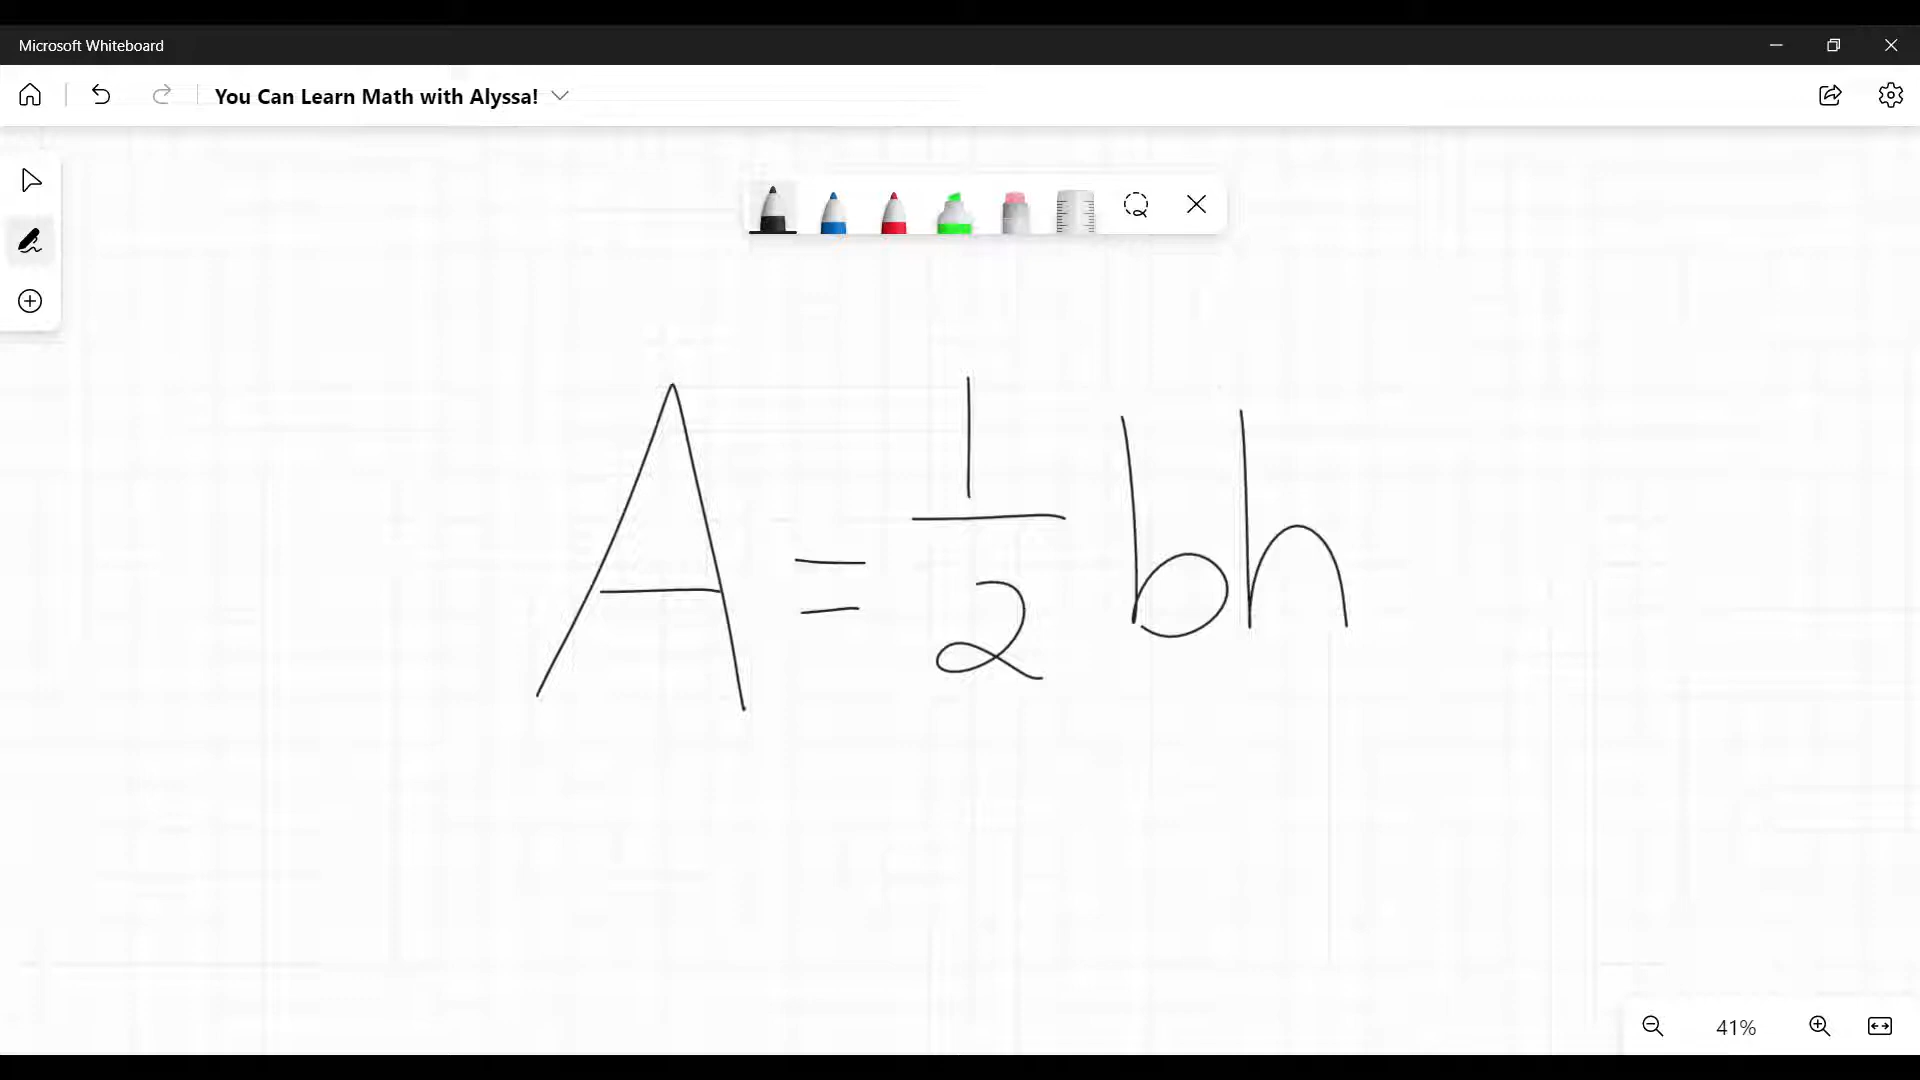 Microsoft Whiteboard
You Can Learn Math with Alyssa!
A = 1/2 bh
41%